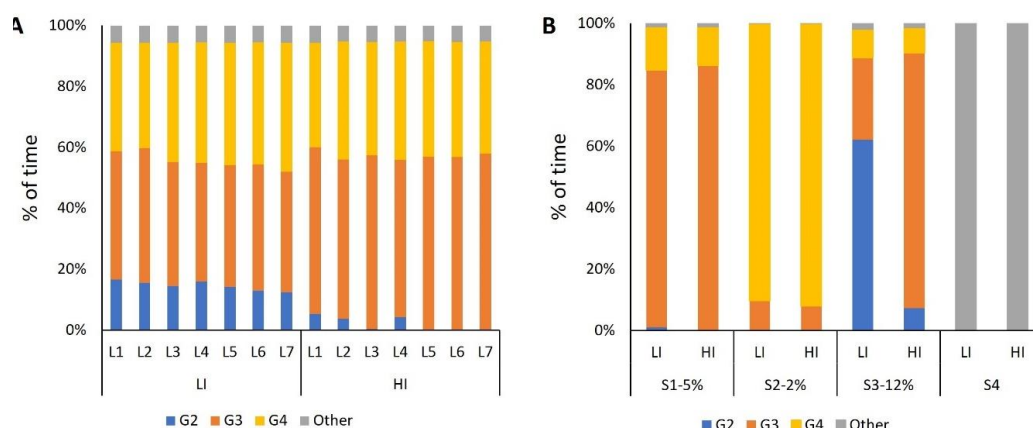 A
100%
80%
60%
40%
20%
0%
% of time
L1 L2 L3 L4 L5 L6 L7 L1 L2 L3 L4 L5 L6 L7
LI HI
G2 G3 G4 Other
B
100%
80%
60%
40%
20%
0%
% of time
LI HI LI HI LI HI LI HI
S1-5% S2-2% S3-12% S4
G2 G3 G4 Other